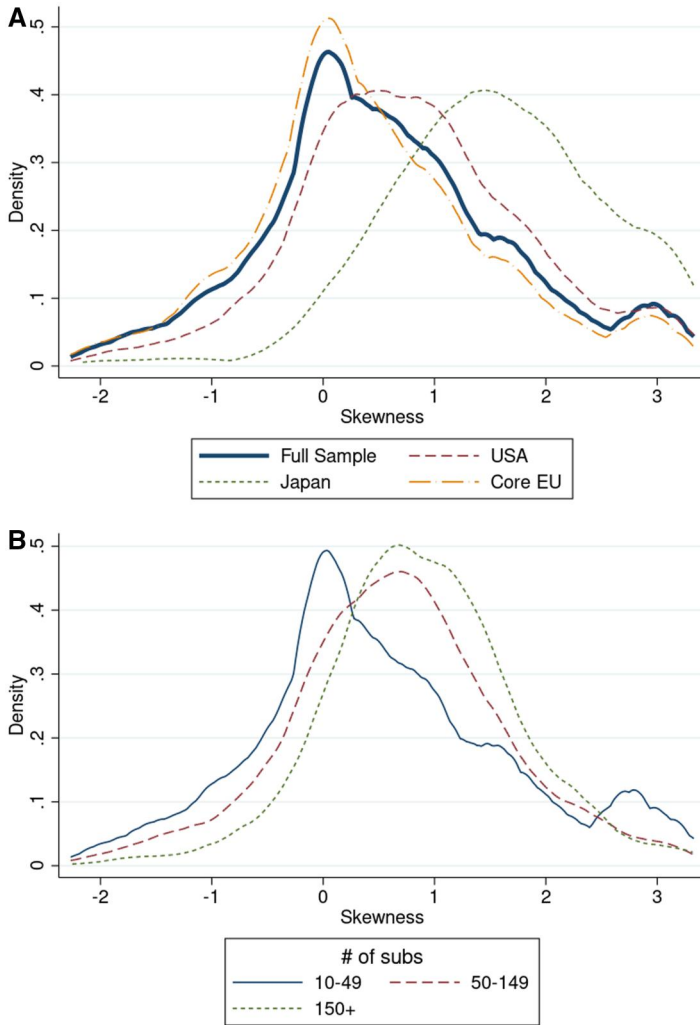 A
.5
.4
.3
.2
.1
0
Density
-2 -1 0 1 2 3
Skewness
Full Sample USA
Japan Core EU
B
.5
.4
.3
.2
.1
0
Density
-2 -1 0 1 2 3
Skewness
# of subs
10-49 50-149
150+